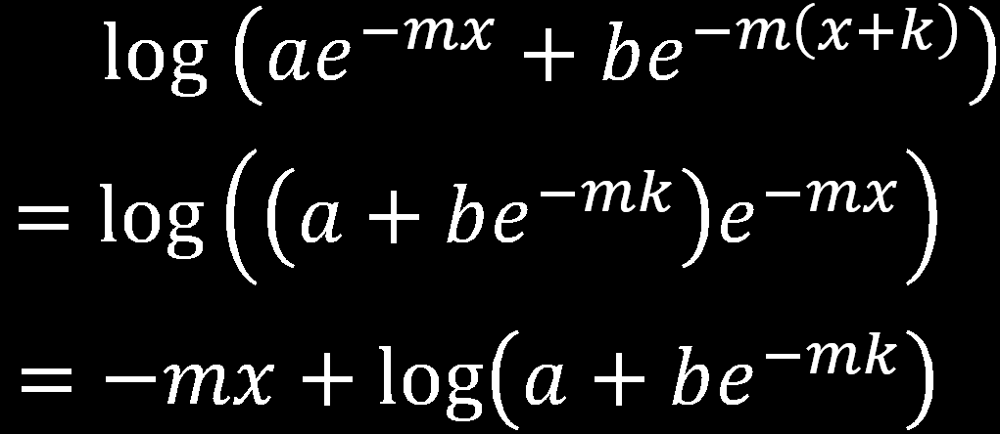 log(ae^{-mx} + be^{-m(x+k)})
= log((a + be^{-mk})e^{-mx})
= -mx + log(a + be^{-mk})